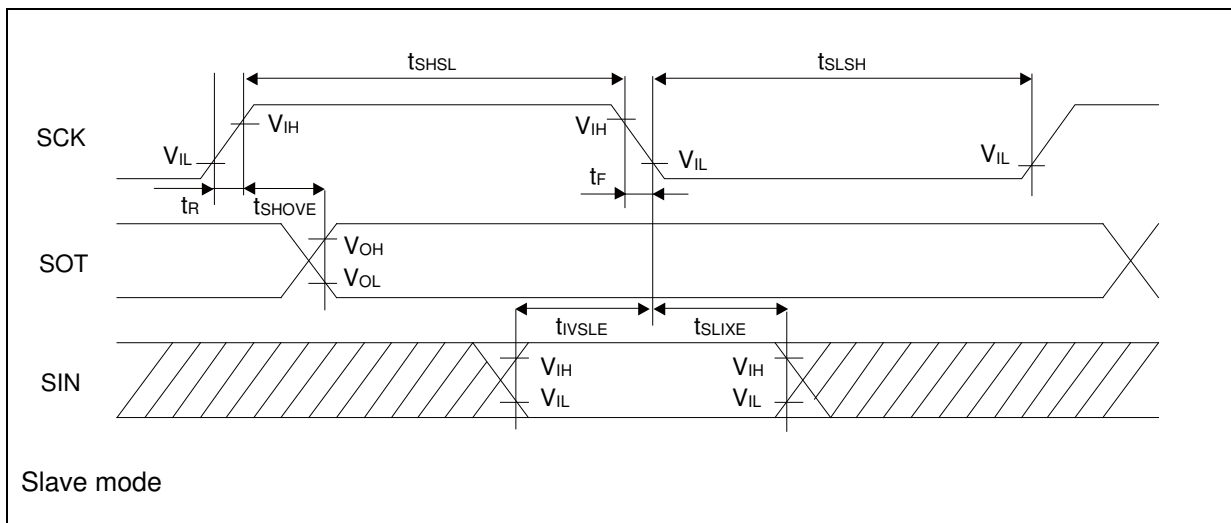 tSHSL
tSLSH
SCK
VIH
VIH
VIL
VIL
VIL
tF
tR
tSHOVE
SOT
VOH
VOL
tIVSLE
tSLIXE
SIN
VIH
VIH
VIL
VIL
Slave mode